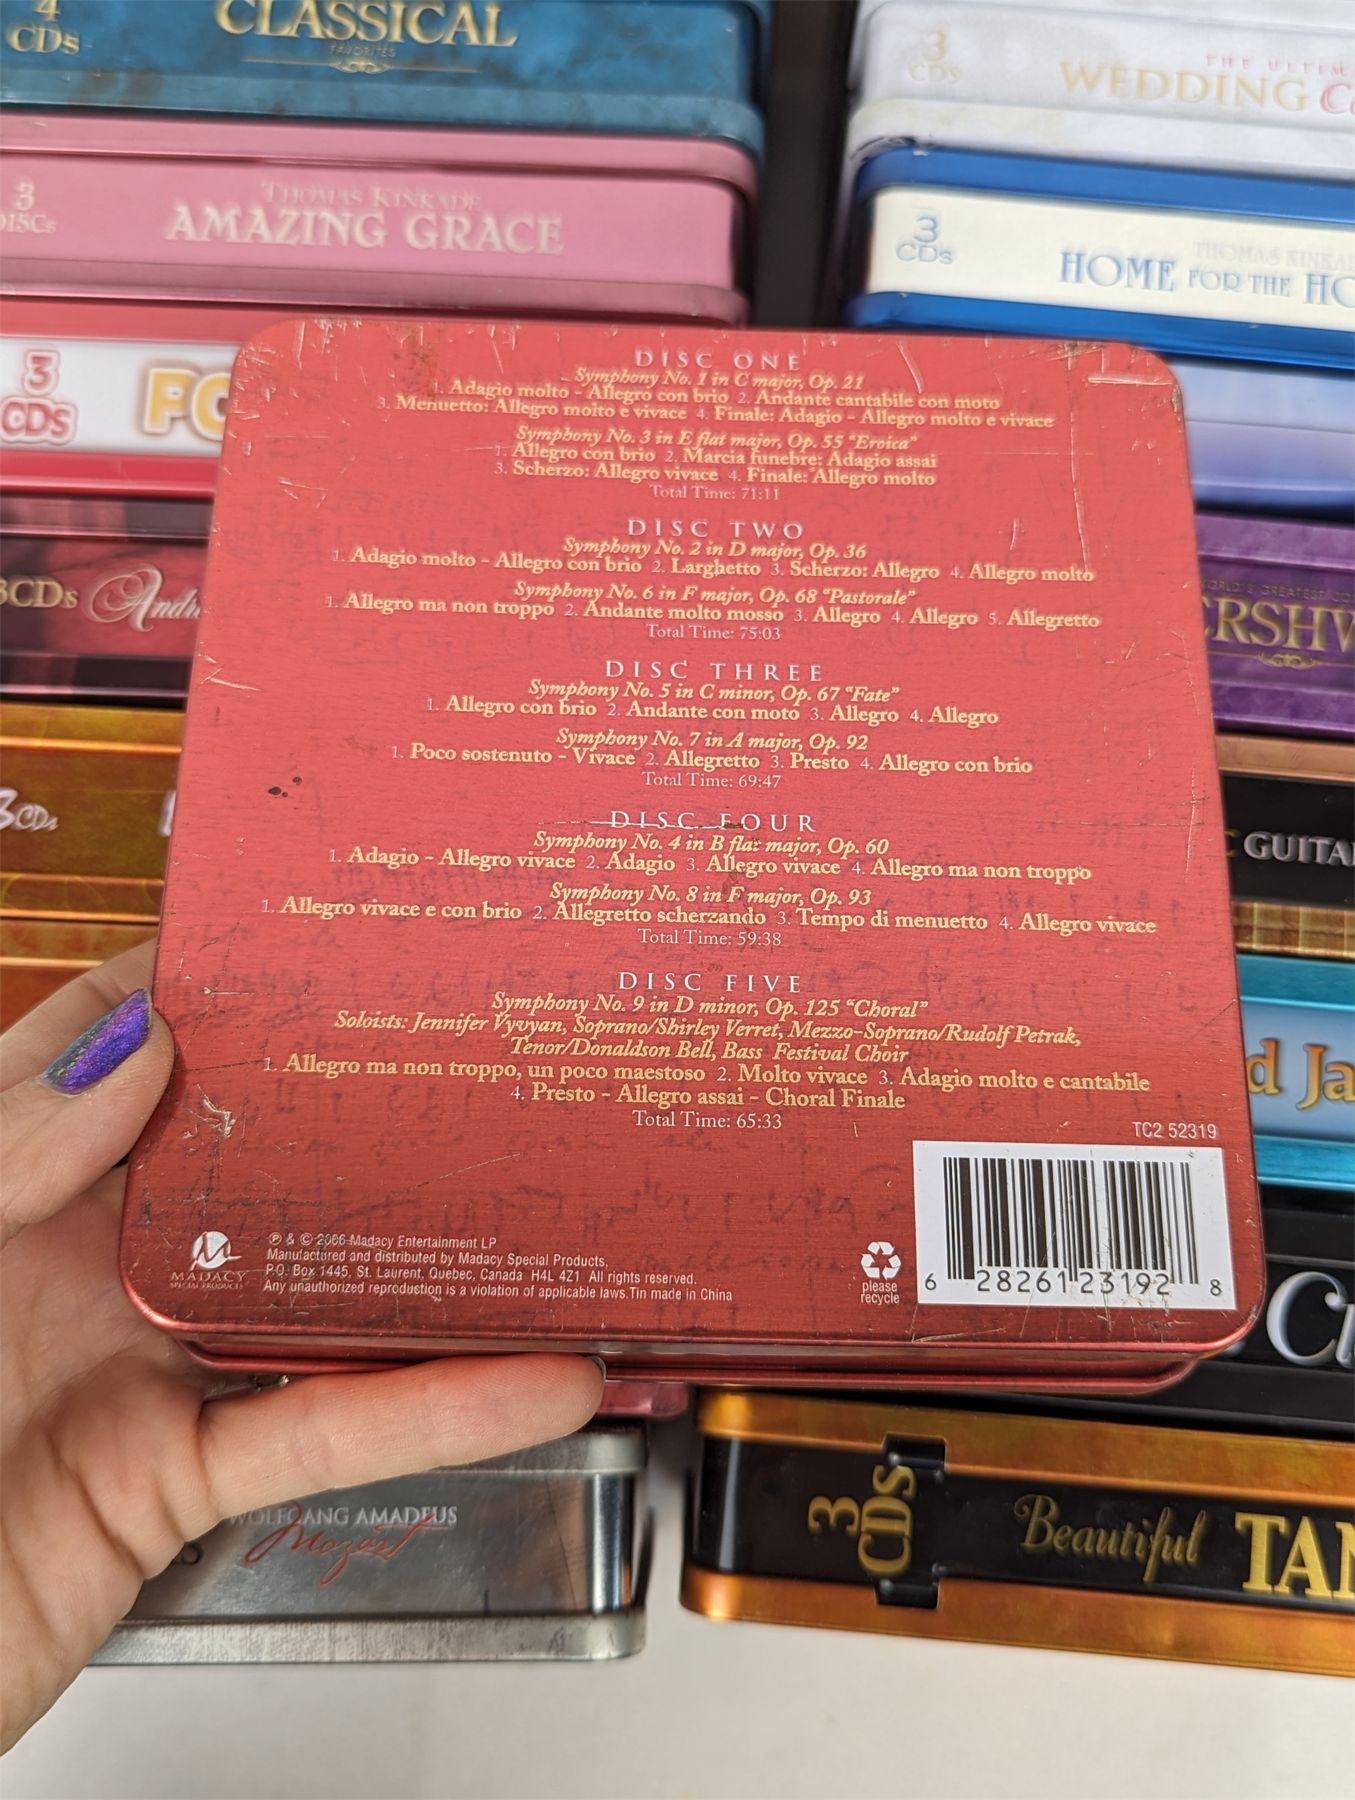 4
CDs
CLASSICAL
FAVORITES
3
CDs
THE
WEDDING
THOMAS KINKADE
AMAZING GRACE
3
DISCs
3
CDs
HOME FOR THE HO
3
CDs
PO
3CDs
Andr
WORLD'S GREATEST
ERSHW
3CDs
GUITA
d Ja
DISC ONE
Symphony No. 1 in C major, Op. 21
1. Adagio molto - Allegro con brio 2. Andante cantabile con moto
3. Menuetto: Allegro molto e vivace 4. Finale: Adagio - Allegro molto e vivace
Symphony No. 3 in E flat major, Op. 55 "Eroica"
1. Allegro con brio 2. Marcia funebre: Adagio assai
3. Scherzo: Allegro vivace 4. Finale: Allegro molto
Total Time: 71:11
DISC TWO
Symphony No. 2 in D major, Op. 36
1. Adagio molto - Allegro con brio 2. Larghetto 3. Scherzo: Allegro 4. Allegro molto
Symphony No. 6 in F major, Op. 68 "Pastorale"
1. Allegro ma non troppo 2. Andante molto mosso 3. Allegro 4. Allegro 5. Allegretto
Total Time: 75:03
DISC THREE
Symphony No. 5 in C minor, Op. 67 "Fate"
1. Allegro con brio 2. Andante con moto 3. Allegro 4. Allegro
Symphony No. 7 in A major, Op. 92
1. Poco sostenuto - Vivace 2. Allegretto 3. Presto 4. Allegro con brio
Total Time: 69:47
DISC FOUR
Symphony No. 4 in B flat major, Op. 60
1. Adagio - Allegro vivace 2. Adagio 3. Allegro vivace 4. Allegro ma non troppo
Symphony No. 8 in F major, Op. 93
1. Allegro vivace e con brio 2. Allegretto scherzando 3. Tempo di menuetto 4. Allegro vivace
Total Time: 59:38
DISC FIVE
Symphony No. 9 in D minor, Op. 125 "Choral"
Soloists: Jennifer Vyvyan, Soprano/Shirley Verret, Mezzo-Soprano/Rudolf Petrak,
Tenor/Donaldson Bell, Bass Festival Choir
1. Allegro ma non troppo, un poco maestoso 2. Molto vivace 3. Adagio molto e cantabile
4. Presto - Allegro assai - Choral Finale
Total Time: 65:33
TC2 52319
MADACY
SPECIAL PRODUCTS
℗ & © 2006 Madacy Entertainment LP
Manufactured and distributed by Madacy Special Products,
P.O. Box 1445, St. Laurent, Quebec, Canada H4L 4Z1 All rights reserved.
Any unauthorized reproduction is a violation of applicable laws. Tin made in China
please
recycle
6 28261 23192 8
WOLFGANG AMADEUS
Mozart
3
CDs
Beautiful TAN